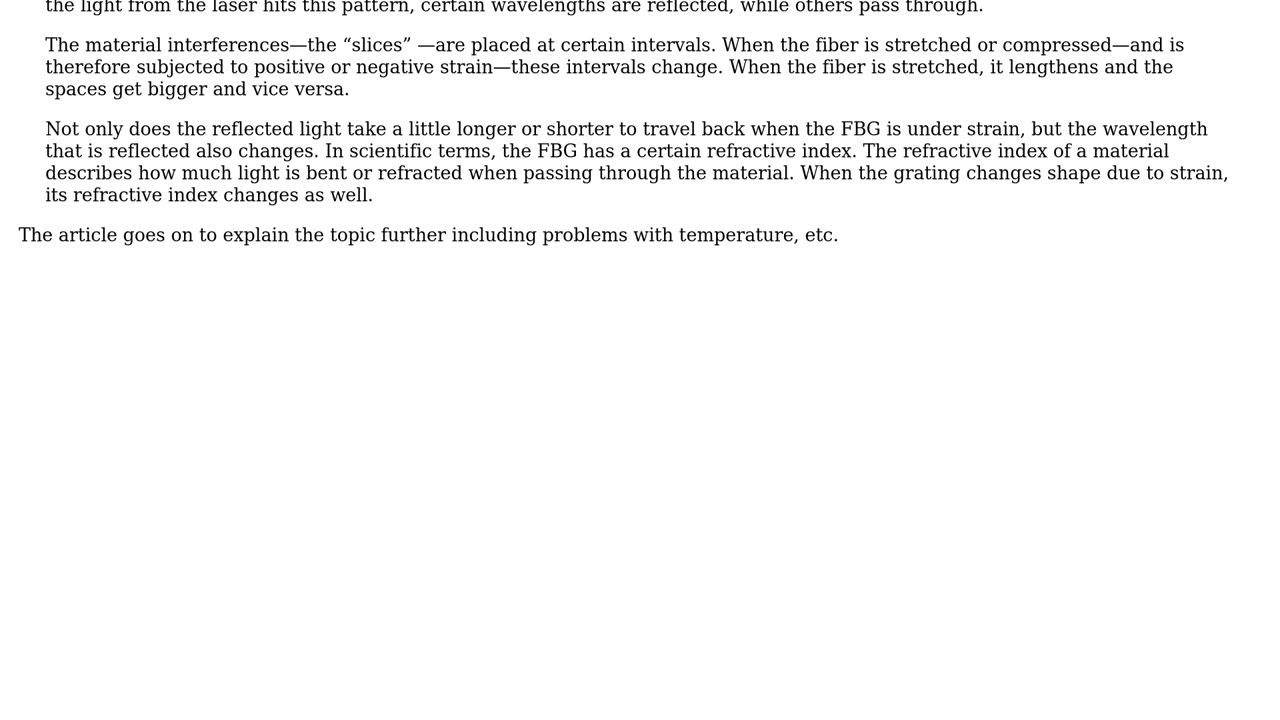 the light from the laser hits this pattern, certain wavelengths are reflected, while others pass through.
The material interferences—the “slices” —are placed at certain intervals. When the fiber is stretched or compressed—and is
therefore subjected to positive or negative strain—these intervals change. When the fiber is stretched, it lengthens and the
spaces get bigger and vice versa.
Not only does the reflected light take a little longer or shorter to travel back when the FBG is under strain, but the wavelength
that is reflected also changes. In scientific terms, the FBG has a certain refractive index. The refractive index of a material
describes how much light is bent or refracted when passing through the material. When the grating changes shape due to strain,
its refractive index changes as well.
The article goes on to explain the topic further including problems with temperature, etc.